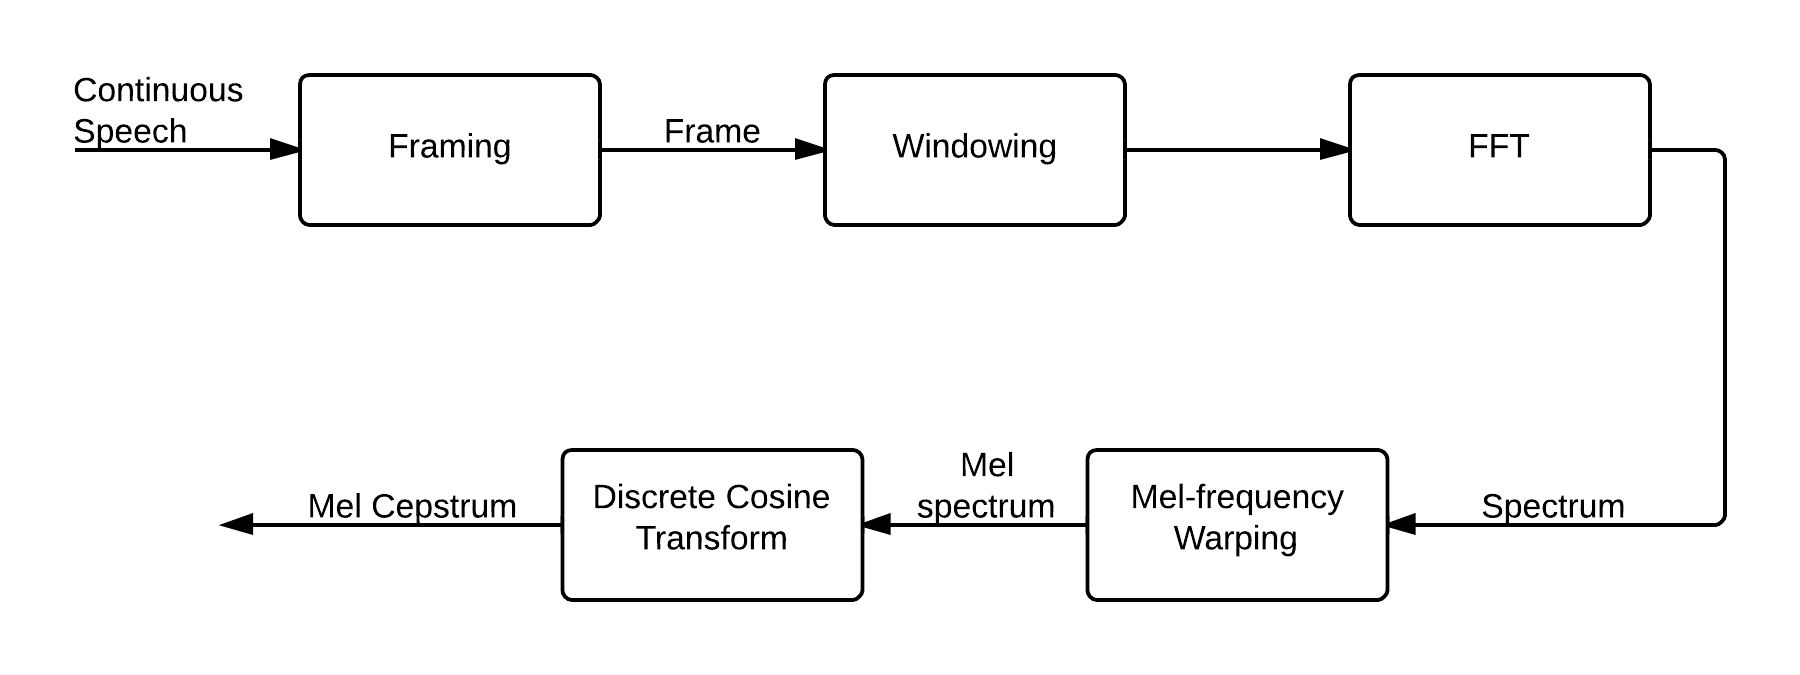 Continuous
Speech
Framing
Frame
Windowing
FFT
Spectrum
Mel-frequency
Warping
Mel
spectrum
Discrete Cosine
Transform
Mel Cepstrum